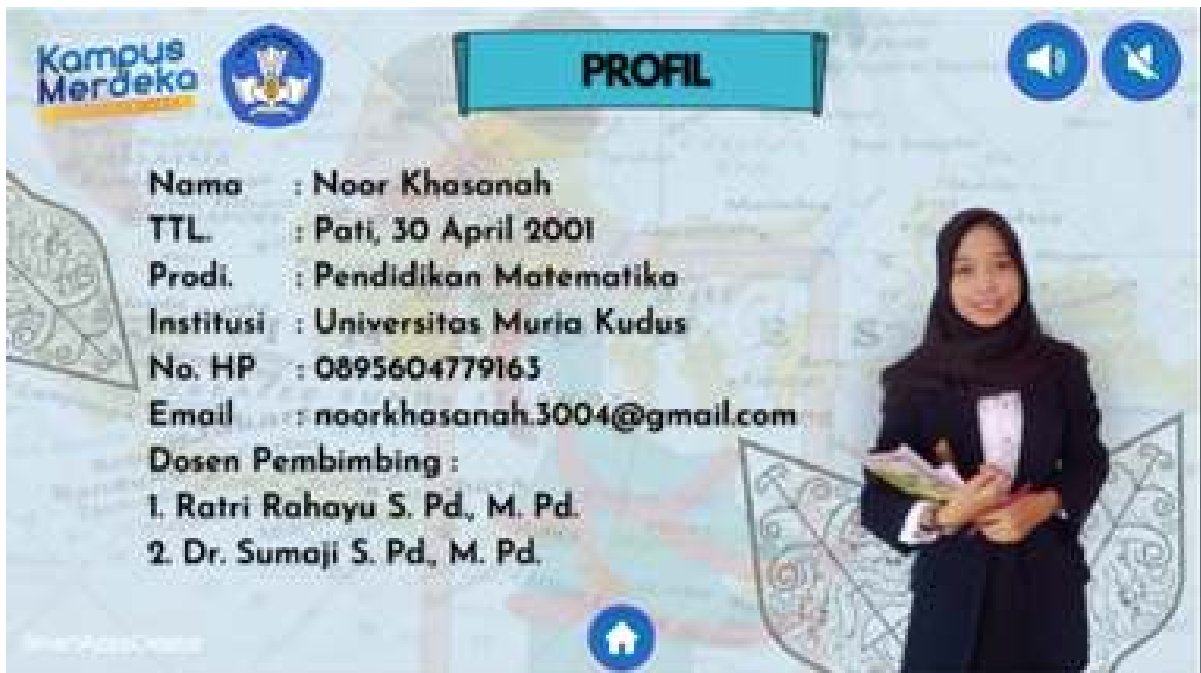 Kampus
Merdeka
PROFIL
Nama : Noor Khasanah
TTL. : Pati, 30 April 2001
Prodi. : Pendidikan Matematika
Institusi : Universitas Muria Kudus
No. HP : 0895604779163
Email : noorkhasanah.3004@gmail.com
Dosen Pembimbing :
1. Ratri Rahayu S. Pd., M. Pd.
2. Dr. Sumaji S. Pd., M. Pd.
SmartAppsCreator